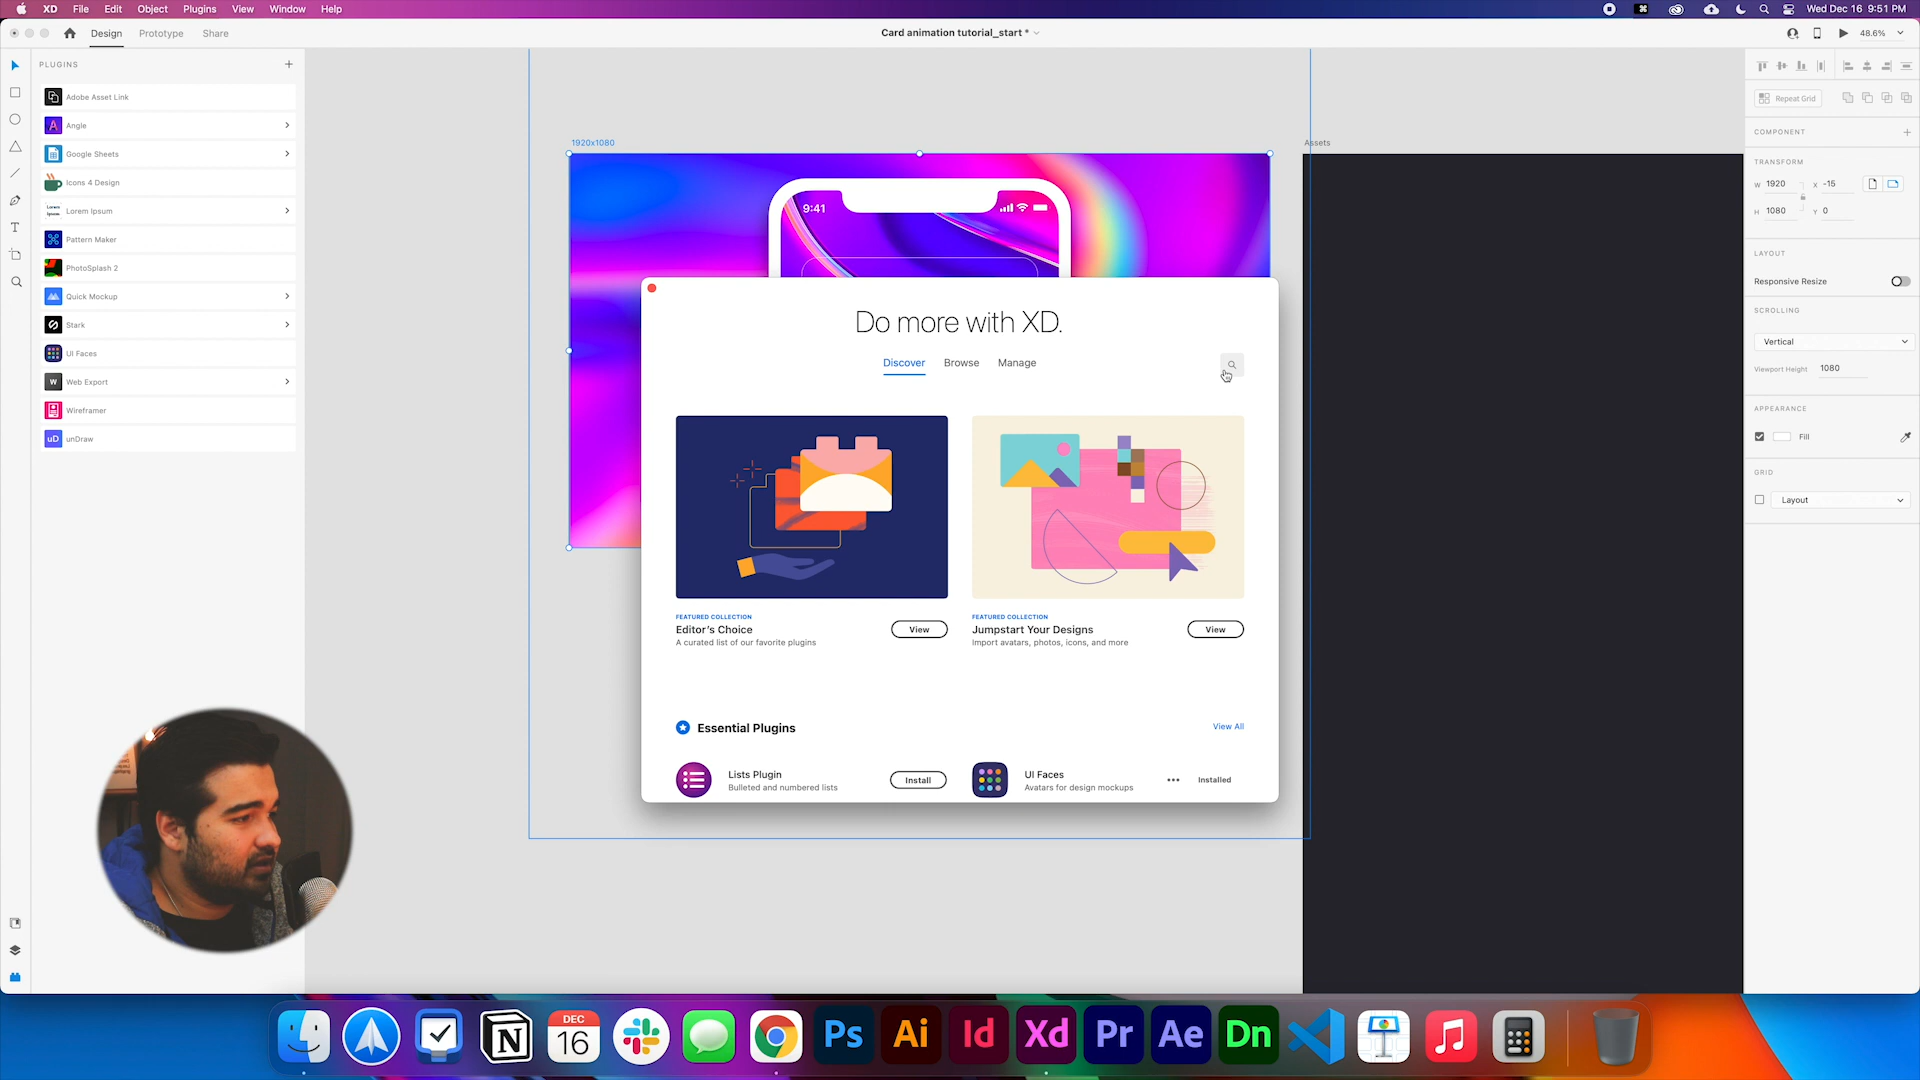 XD File Edit Object Plugins View Window Help
Wed Dec 16 9:51 PM
Design Prototype Share
Card animation tutorial_start *
48.6%
PLUGINS
+
Adobe Asset Link
Angle
Google Sheets
Icons 4 Design
Lorem Ipsum
Pattern Maker
PhotoSplash 2
Quick Mockup
Stark
UI Faces
W Web Export
Wireframer
uD unDraw
T
1920x1080
Assets
9:41
Do more with XD.
Discover Browse Manage
FEATURED COLLECTION
Editor's Choice
A curated list of our favorite plugins
View
FEATURED COLLECTION
Jumpstart Your Designs
Import avatars, photos, icons, and more
View
Essential Plugins
View All
Lists Plugin
Bulleted and numbered lists
Install
UI Faces
Avatars for design mockups
••• Installed
Repeat Grid
COMPONENT +
TRANSFORM
W 1920 X -15
H 1080 Y 0
LAYOUT
Responsive Resize
SCROLLING
Vertical
Viewport Height 1080
APPEARANCE
Fill
GRID
Layout
DEC
16
N
Ps Ai Id Xd Pr Ae Dn